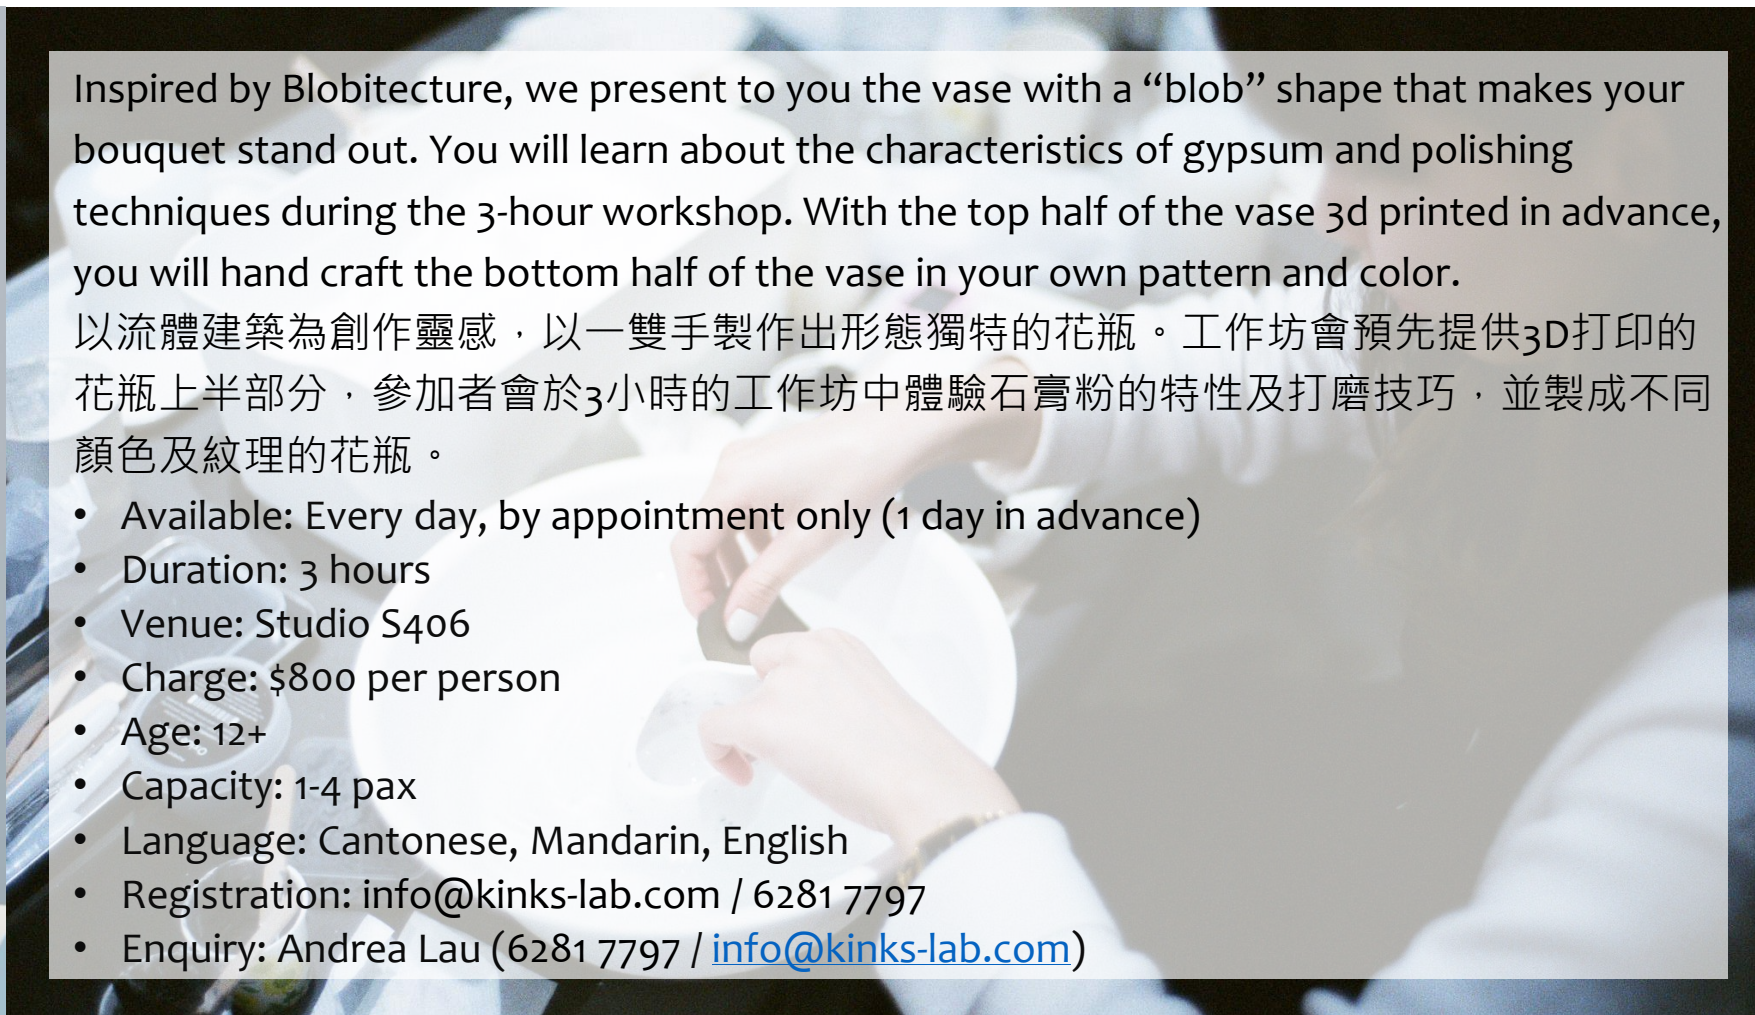 Inspired by Blobitecture, we present to you the vase with a “blob” shape that makes your
bouquet stand out. You will learn about the characteristics of gypsum and polishing
techniques during the 3-hour workshop. With the top half of the vase 3d printed in advance,
you will hand craft the bottom half of the vase in your own pattern and color.
以流體建築為創作靈感，以一雙手製作出形態獨特的花瓶。工作坊會預先提供3D打印的
花瓶上半部分，參加者會於3小時的工作坊中體驗石膏粉的特性及打磨技巧，並製成不同
顏色及紋理的花瓶。
• Available: Every day, by appointment only (1 day in advance)
• Duration: 3 hours
• Venue: Studio S406
• Charge: $800 per person
• Age: 12+
• Capacity: 1-4 pax
• Language: Cantonese, Mandarin, English
• Registration: info@kinks-lab.com / 6281 7797
• Enquiry: Andrea Lau (6281 7797 / info@kinks-lab.com)